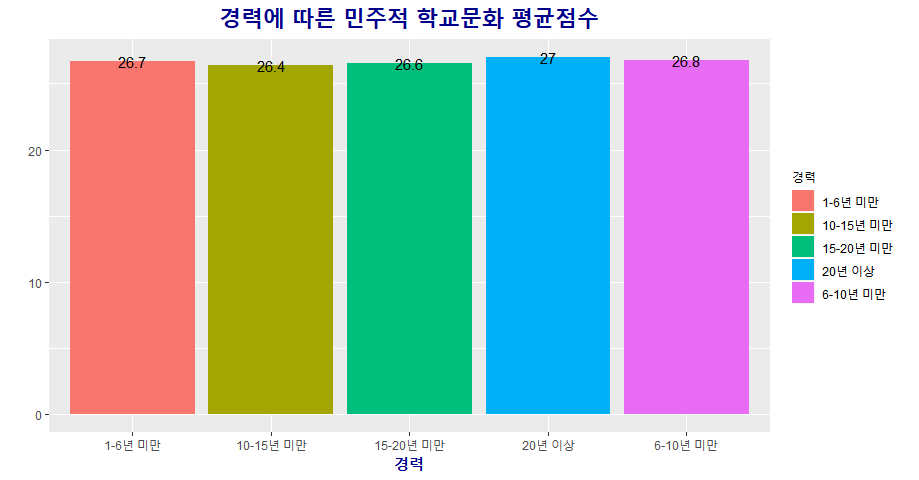 경력에 따른 민주적 학교문화 평균점수
26.7
26.4
26.6
27
26.8
20
10
0
1-6년 미만
10-15년 미만
15-20년 미만
20년 이상
6-10년 미만
경력
경력
1-6년 미만
10-15년 미만
15-20년 미만
20년 이상
6-10년 미만